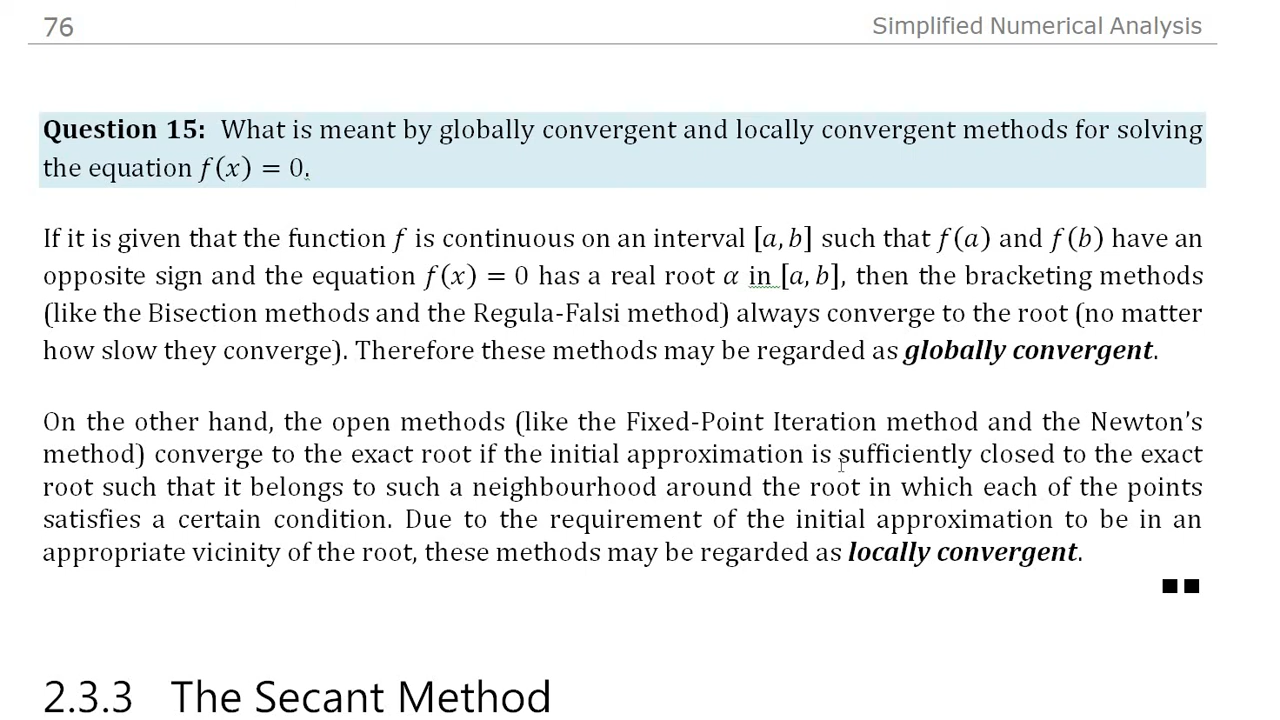 76
Simplified Numerical Analysis
Question 15: What is meant by globally convergent and locally convergent methods for solving
the equation f(x) = 0.
If it is given that the function f is continuous on an interval [a, b] such that f(a) and f(b) have an
opposite sign and the equation f(x) = 0 has a real root α in [a, b], then the bracketing methods
(like the Bisection methods and the Regula-Falsi method) always converge to the root (no matter
how slow they converge). Therefore these methods may be regarded as globally convergent.
On the other hand, the open methods (like the Fixed-Point Iteration method and the Newton’s
method) converge to the exact root if the initial approximation is sufficiently closed to the exact
root such that it belongs to such a neighbourhood around the root in which each of the points
satisfies a certain condition. Due to the requirement of the initial approximation to be in an
appropriate vicinity of the root, these methods may be regarded as locally convergent.
2.3.3 The Secant Method